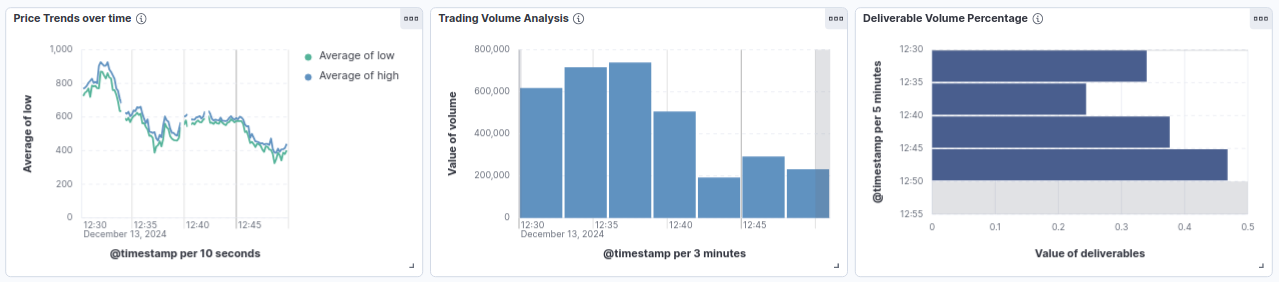 Price Trends over time
1,000
800
600
400
200
0
Average of low
12:30
12:35
12:40
12:45
December 13, 2024
@timestamp per 10 seconds
Average of low
Average of high
Trading Volume Analysis
800,000
600,000
400,000
200,000
0
Value of volume
12:30
12:35
12:40
12:45
December 13, 2024
@timestamp per 3 minutes
Deliverable Volume Percentage
@timestamp per 5 minutes
12:30
12:35
12:40
12:45
12:50
12:55
0
0.1
0.2
0.3
0.4
0.5
Value of deliverables